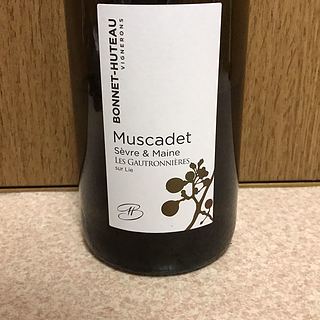 BONNET-HUTEAU
VIGNERONS
Muscadet
Sèvre & Maine
LES GAUTRONNIÈRES
sur Lie